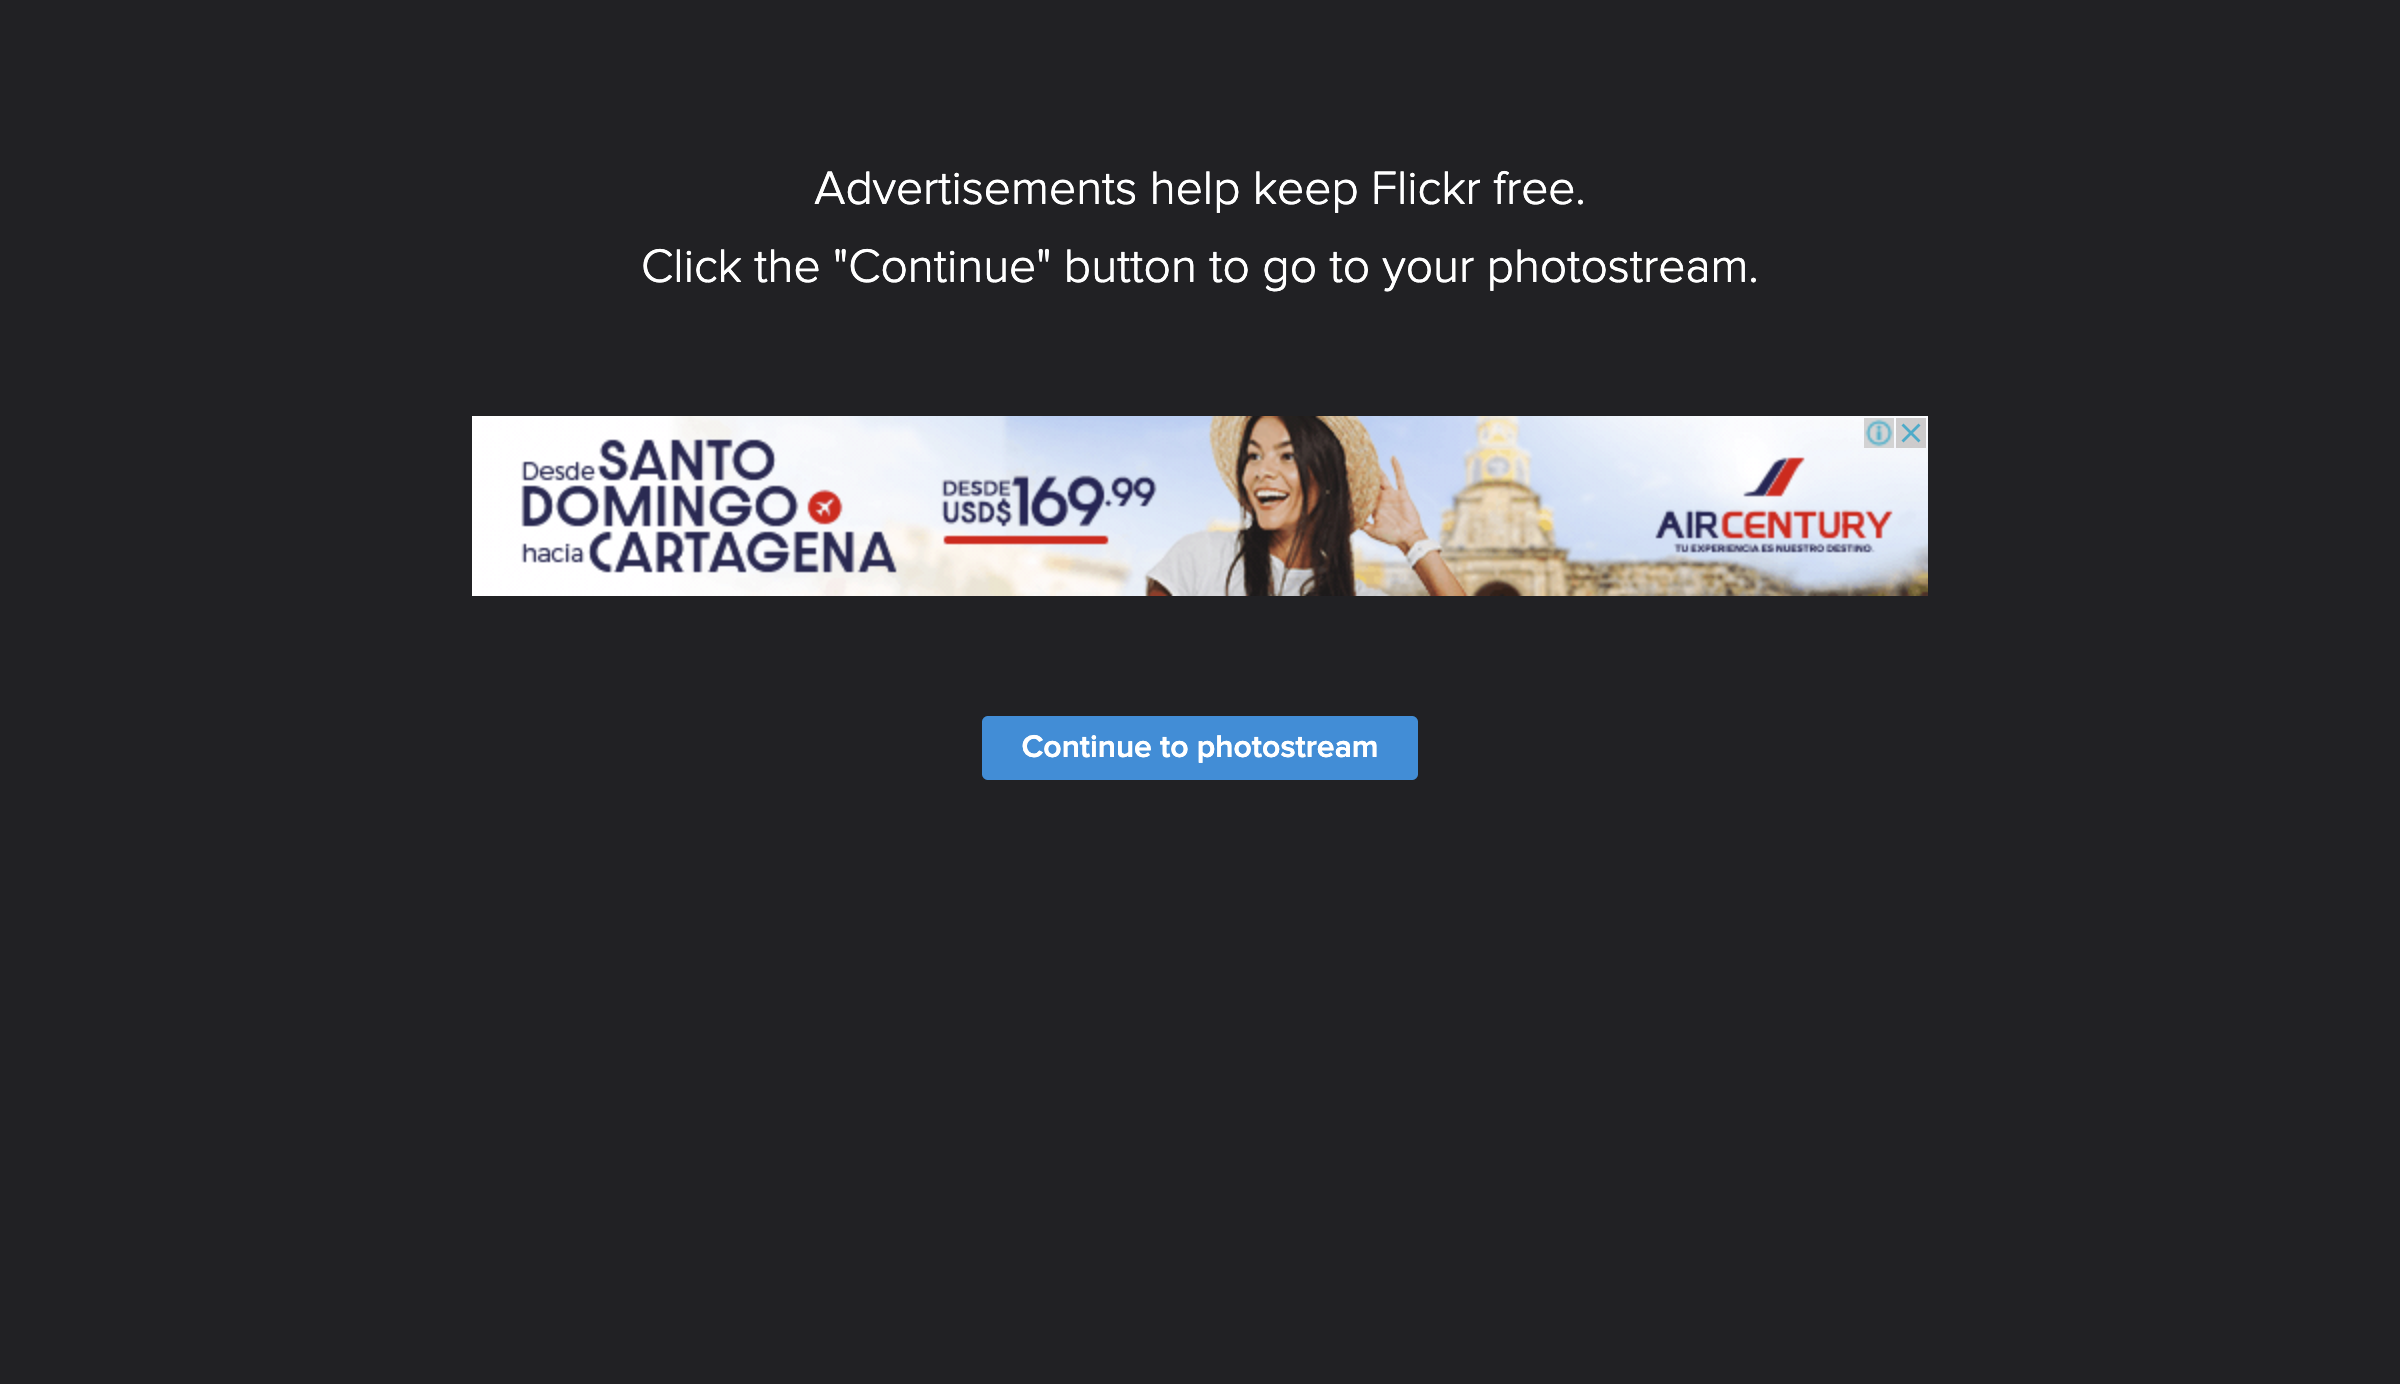 Advertisements help keep Flickr free.
Click the "Continue" button to go to your photostream.
Desde SANTO
DOMINGO
hacia CARTAGENA
DESDE
USD$ 169.99
AIRCENTURY
TU EXPERIENCIA ES NUESTRO DESTINO.
Continue to photostream